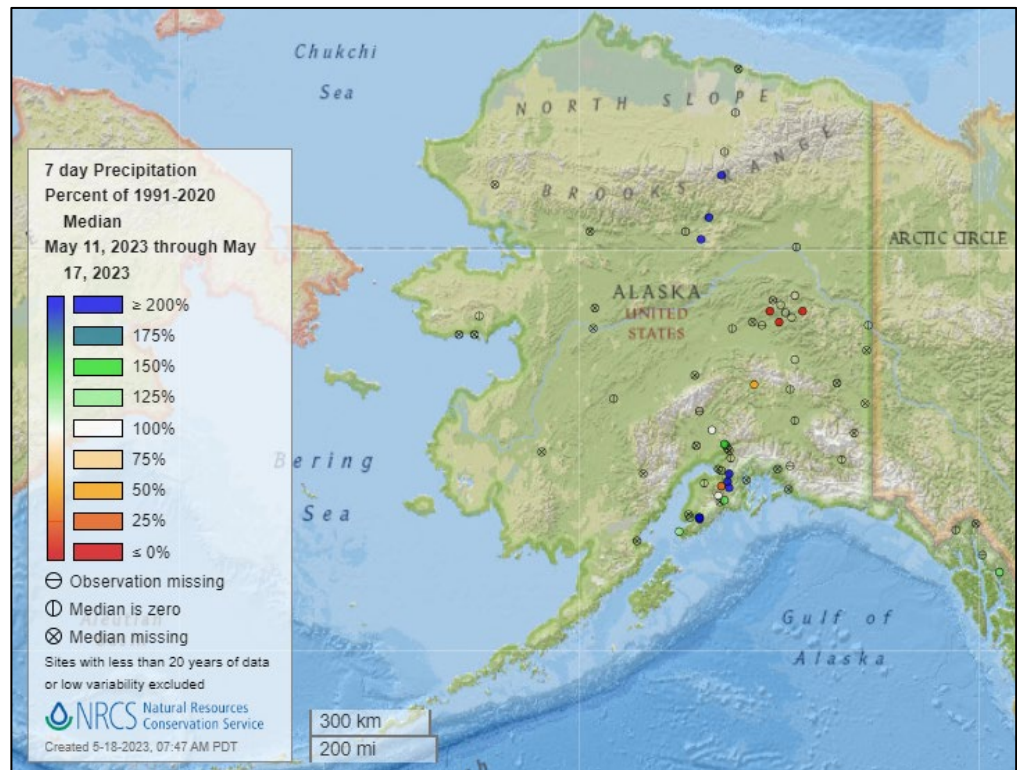 Chukchi
Sea
NORTH SLOPE
BROOKS RANGE
ARCTIC CIRCLE
ALASKA
UNITED
STATES
Bering
Sea
Gulf of
Alaska
7 day Precipitation
Percent of 1991-2020
Median
May 11, 2023 through May
17, 2023
≥ 200%
175%
150%
125%
100%
75%
50%
25%
≤ 0%
Observation missing
Median is zero
Median missing
Aleutian
Sites with less than 20 years of data
or low variability excluded
NRCS Natural Resources
Conservation Service
Created 5-18-2023, 07:47 AM PDT
300 km
200 mi